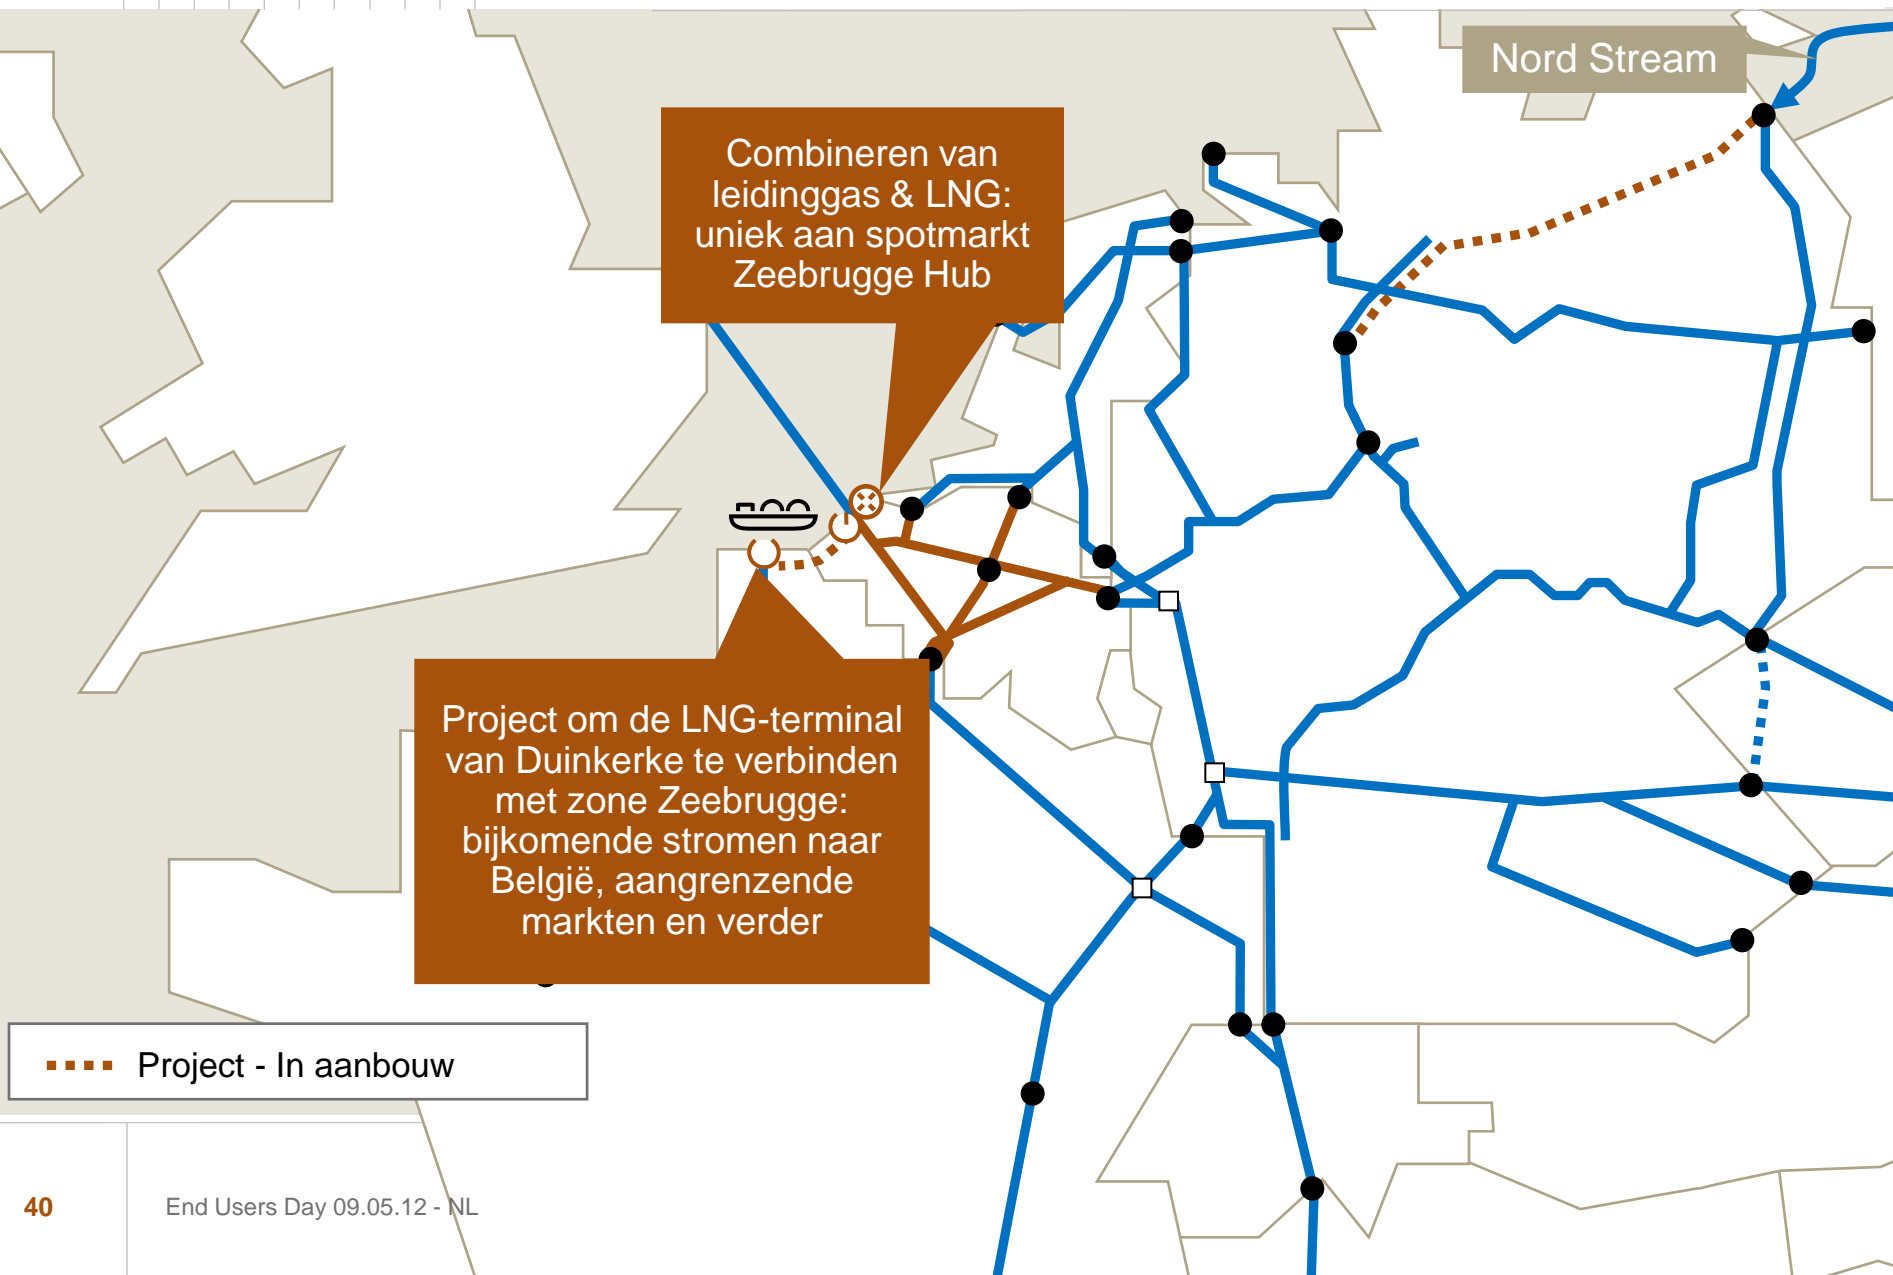 Nord Stream
Combineren van
leidinggas & LNG:
uniek aan spotmarkt
Zeebrugge Hub
Project om de LNG-terminal
van Duinkerke te verbinden
met zone Zeebrugge:
bijkomende stromen naar
België, aangrenzende
markten en verder
Project - In aanbouw
40
End Users Day 09.05.12 - NL